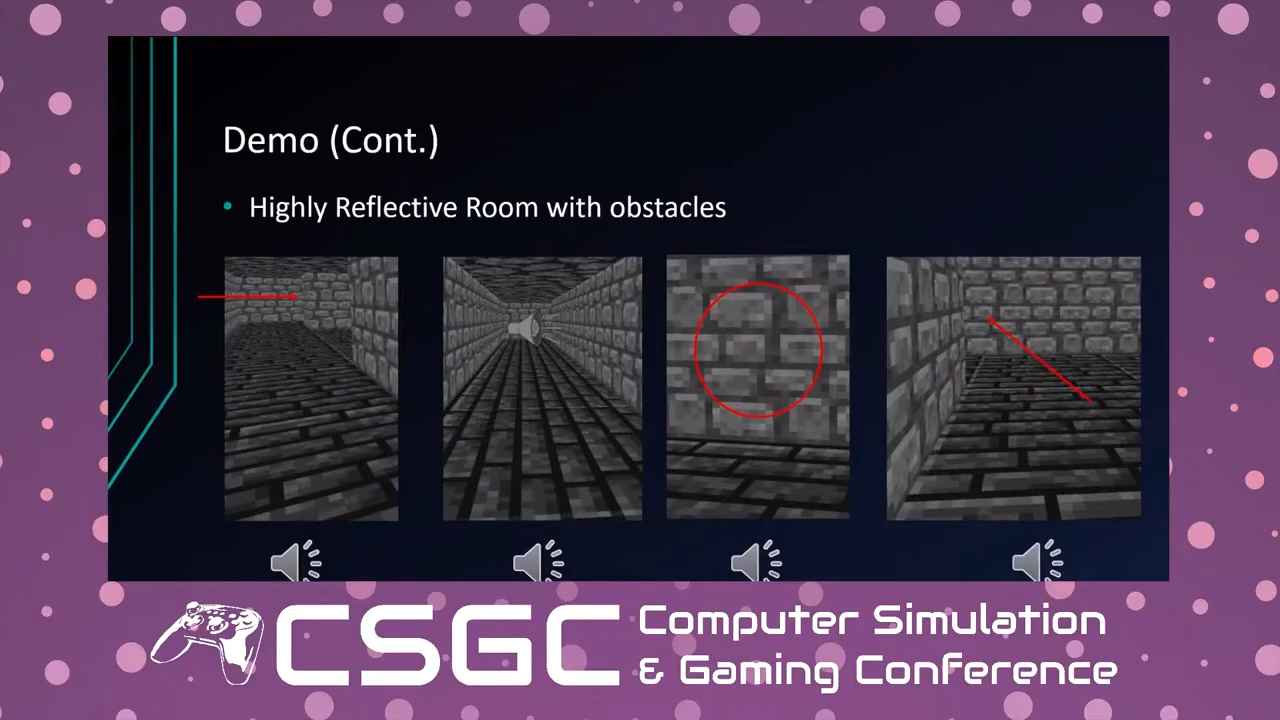 Demo (Cont.)
• Highly Reflective Room with obstacles
CSGC
Computer Simulation
& Gaming Conference